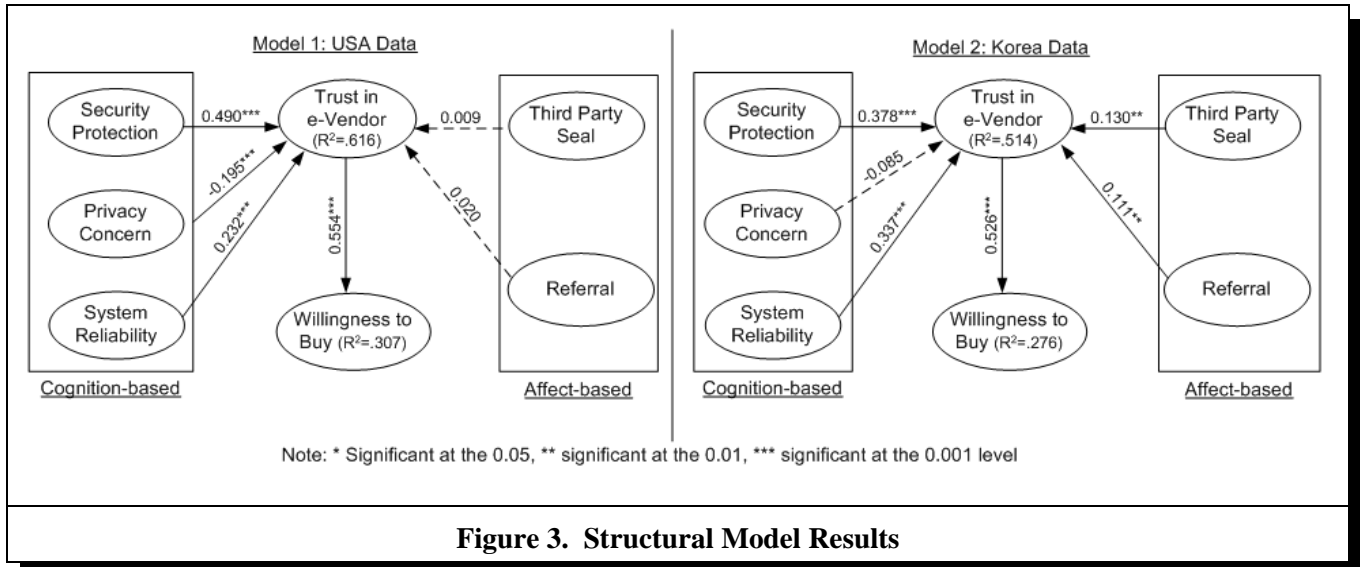 Model 1: USA Data
Security
Protection
Privacy
Concern
System
Reliability
Cognition-based
0.490***
-0.195***
0.232***
Trust in
e-Vendor
(R²=.616)
0.554***
Willingness to
Buy (R²=.307)
0.009
0.020
Third Party
Seal
Referral
Affect-based
Model 2: Korea Data
Security
Protection
Privacy
Concern
System
Reliability
Cognition-based
0.378***
-0.085
0.337***
Trust in
e-Vendor
(R²=.514)
0.526***
Willingness to
Buy (R²=.276)
0.130**
0.111**
Third Party
Seal
Referral
Affect-based
Note: * Significant at the 0.05, ** significant at the 0.01, *** significant at the 0.001 level
Figure 3. Structural Model Results